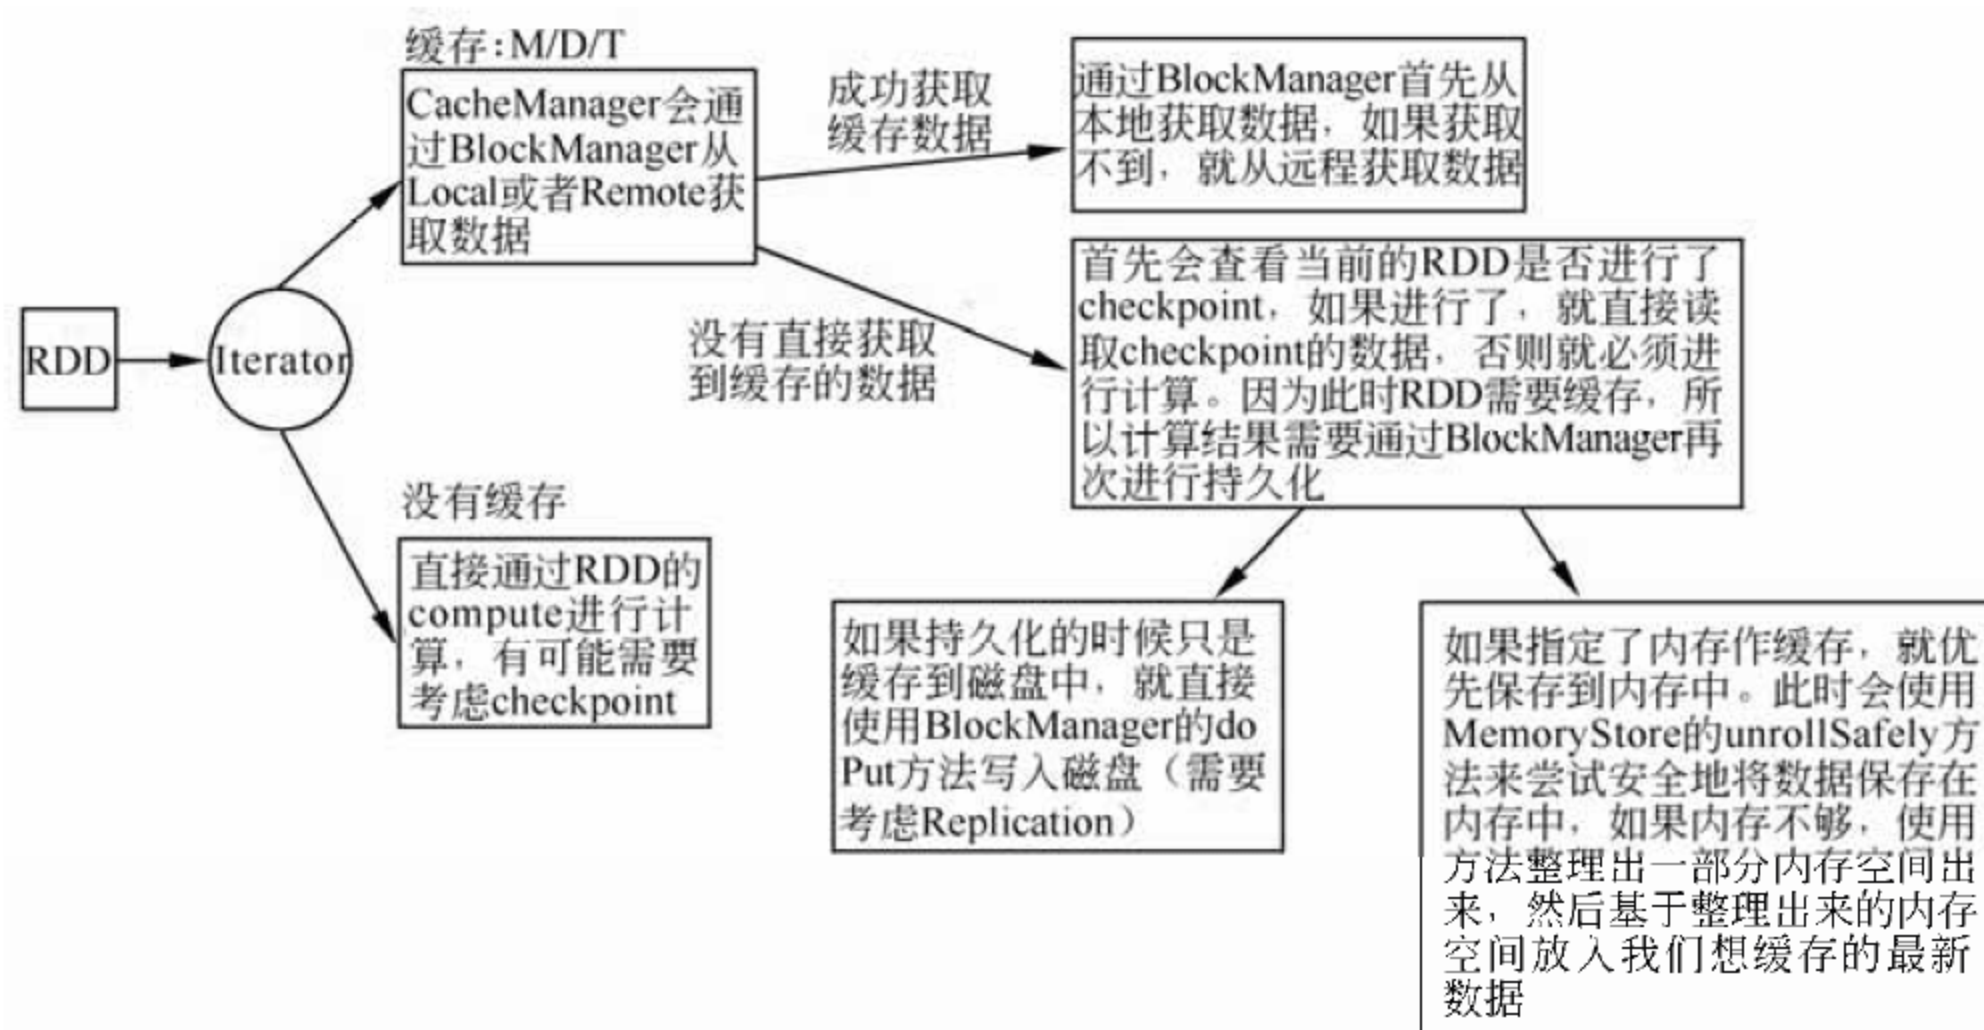 缓存:M/D/T
CacheManager会通
过BlockManager从
Local或者Remote获
取数据
成功获取
缓存数据
通过BlockManager首先从
本地获取数据，如果获取
不到，就从远程获取数据
RDD
Iterator
没有直接获取
到缓存的数据
首先会查看当前的RDD是否进行了
checkpoint，如果进行了，就直接读
取checkpoint的数据，否则就必须进
行计算。因为此时RDD需要缓存，所
以计算结果需要通过BlockManager再
次进行持久化
没有缓存
直接通过RDD的
compute进行计
算，有可能需要
考虑checkpoint
如果持久化的时候只是
缓存到磁盘中，就直接
使用BlockManager的do
Put方法写入磁盘（需要
考虑Replication）
如果指定了内存作缓存，就优
先保存到内存中。此时会使用
MemoryStore的unrollSafely方
法来尝试安全地将数据保存在
内存中，如果内存不够，使用
方法整理出一部分内存空间出
来，然后基于整理出来的内存
空间放入我们想缓存的最新
数据